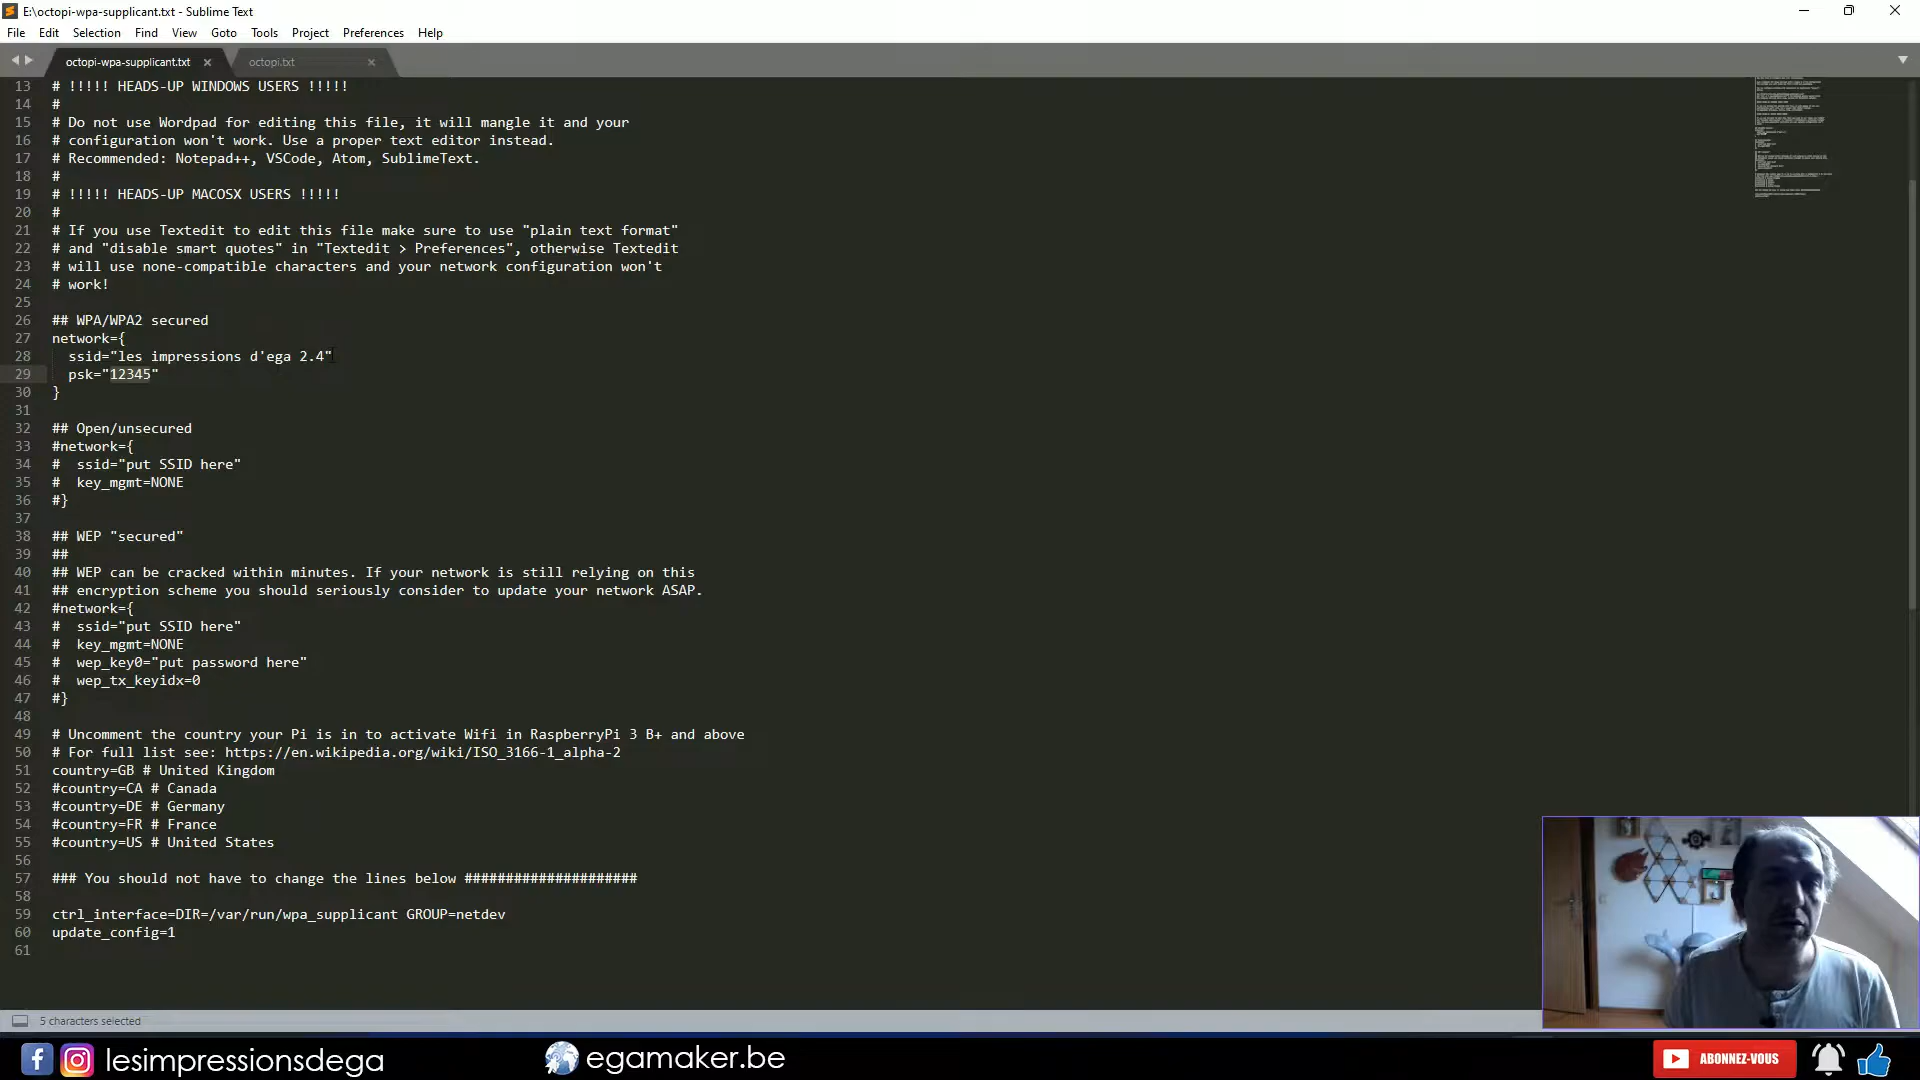 E:\octopi-wpa-supplicant.txt - Sublime Text
File Edit Selection Find View Goto Tools Project Preferences Help
octopi-wpa-supplicant.txt octopi.txt
13 # !!!!! HEADS-UP WINDOWS USERS !!!!!
14 #
15 # Do not use Wordpad for editing this file, it will mangle it and your
16 # configuration won't work. Use a proper text editor instead.
17 # Recommended: Notepad++, VSCode, Atom, SublimeText.
18 #
19 # !!!!! HEADS-UP MACOSX USERS !!!!!
20 #
21 # If you use Textedit to edit this file make sure to use "plain text format"
22 # and "disable smart quotes" in "Textedit > Preferences", otherwise Textedit
23 # will use none-compatible characters and your network configuration won't
24 # work!
25
26 ## WPA/WPA2 secured
27 network={
28 ssid="les impressions d'ega 2.4"
29 psk="12345"
30 }
31
32 ## Open/unsecured
33 #network={
34 # ssid="put SSID here"
35 # key_mgmt=NONE
36 #}
37
38 ## WEP "secured"
39 ##
40 ## WEP can be cracked within minutes. If your network is still relying on this
41 ## encryption scheme you should seriously consider to update your network ASAP.
42 #network={
43 # ssid="put SSID here"
44 # key_mgmt=NONE
45 # wep_key0="put password here"
46 # wep_tx_keyidx=0
47 #}
48
49 # Uncomment the country your Pi is in to activate Wifi in RaspberryPi 3 B+ and above
50 # For full list see: https://en.wikipedia.org/wiki/ISO_3166-1_alpha-2
51 country=GB # United Kingdom
52 #country=CA # Canada
53 #country=DE # Germany
54 #country=FR # France
55 #country=US # United States
56
57 ### You should not have to change the lines below #####################
58
59 ctrl_interface=DIR=/var/run/wpa_supplicant GROUP=netdev
60 update_config=1
61
5 characters selected
lesimpressionsdega egamaker.be ABONNEZ-VOUS